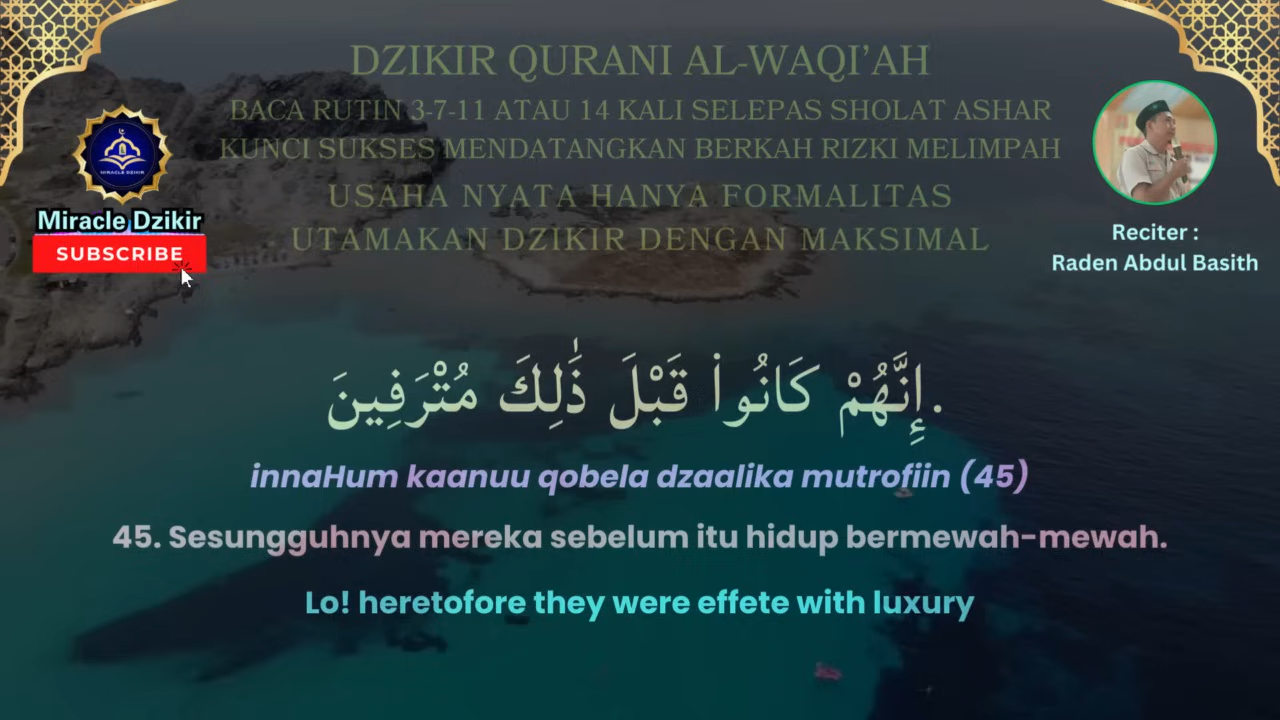 DZIKIR QURANI AL-WAQI'AH
BACA RUTIN 3-7-11 ATAU 14 KALI SELEPAS SHOLAT ASHAR
KUNCI SUKSES MENDATANGKAN BERKAH RIZKI MELIMPAH
USAHA NYATA HANYA FORMALITAS
UTAMAKAN DZIKIR DENGAN MAKSIMAL
MIRACLE DZIKIR
Miracle Dzikir
SUBSCRIBE
Reciter :
Raden Abdul Basith
إِنَّهُمْ كَانُوا۟ قَبْلَ ذَٰلِكَ مُتْرَفِينَ.
innaHum kaanuu qobela dzaalika mutrofiin (45)
45. Sesungguhnya mereka sebelum itu hidup bermewah-mewah.
Lo! heretofore they were effete with luxury